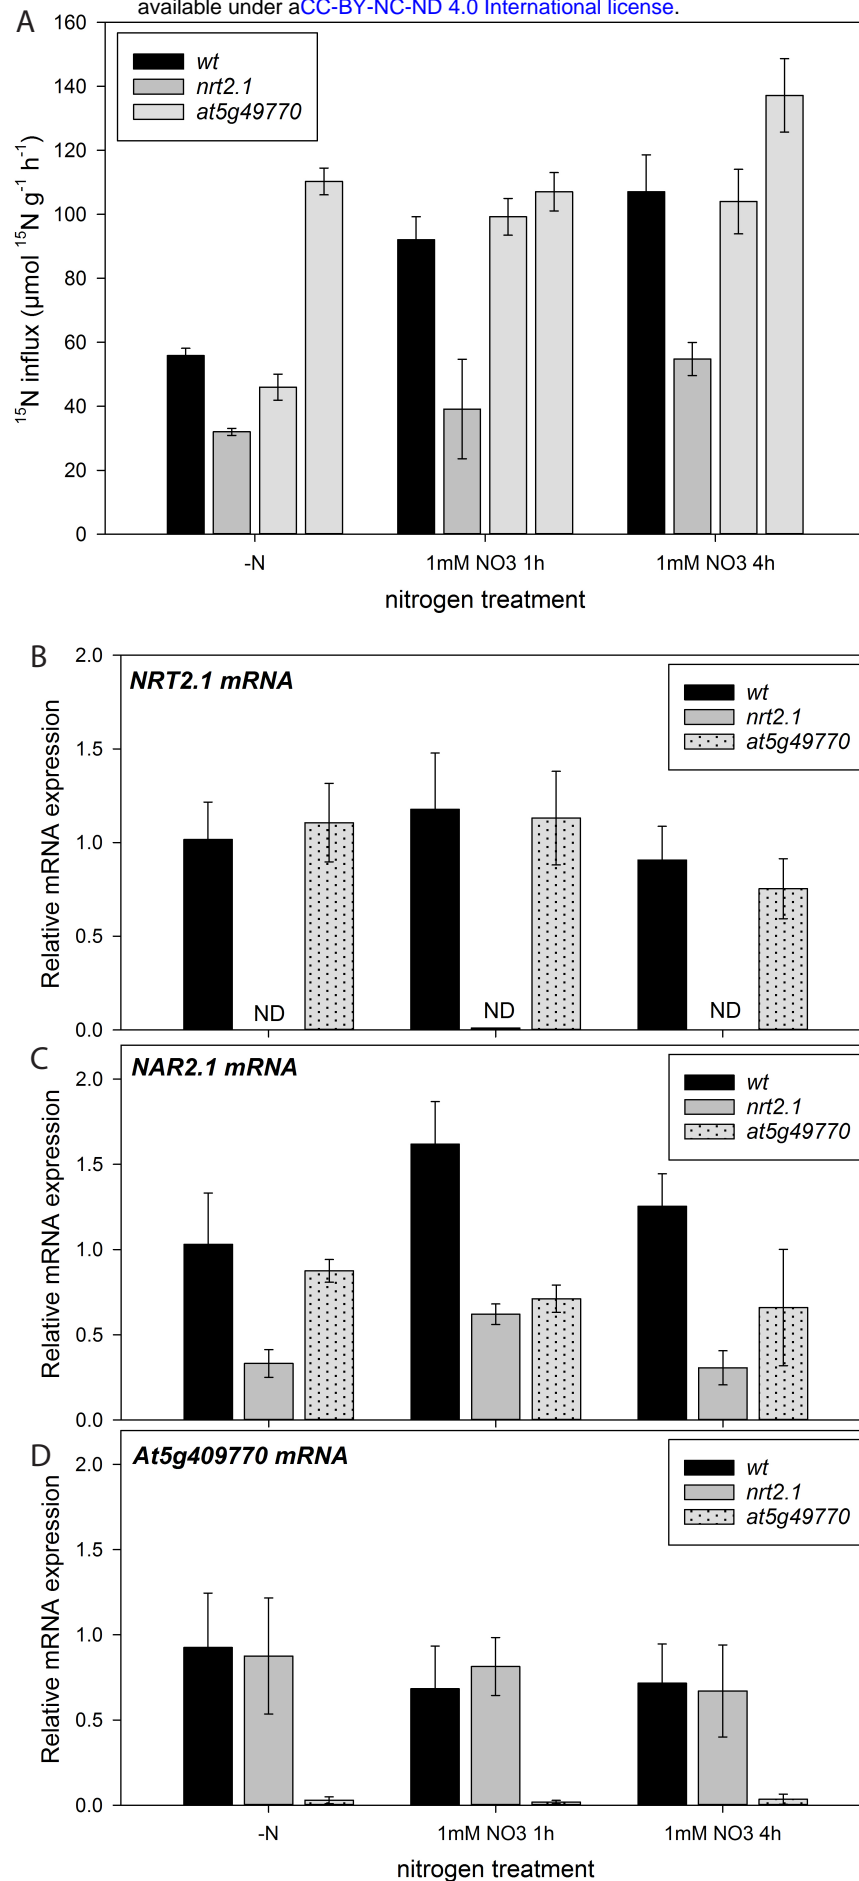 available under aCC-BY-NC-ND 4.0 International license.
A
160
140
120
100
80
60
40
20
0
¹⁵N influx (µmol ¹⁵N g⁻¹ h⁻¹)
wt
nrt2.1
at5g49770
-N
1mM NO3 1h
1mM NO3 4h
nitrogen treatment
B
2.0
1.5
1.0
0.5
0.0
Relative mRNA expression
NRT2.1 mRNA
wt
nrt2.1
at5g49770
ND
ND
ND
C
2.0
1.5
1.0
0.5
0.0
Relative mRNA expression
NAR2.1 mRNA
wt
nrt2.1
at5g49770
D
2.0
1.5
1.0
0.5
0.0
Relative mRNA expression
At5g409770 mRNA
wt
nrt2.1
at5g49770
-N
1mM NO3 1h
1mM NO3 4h
nitrogen treatment